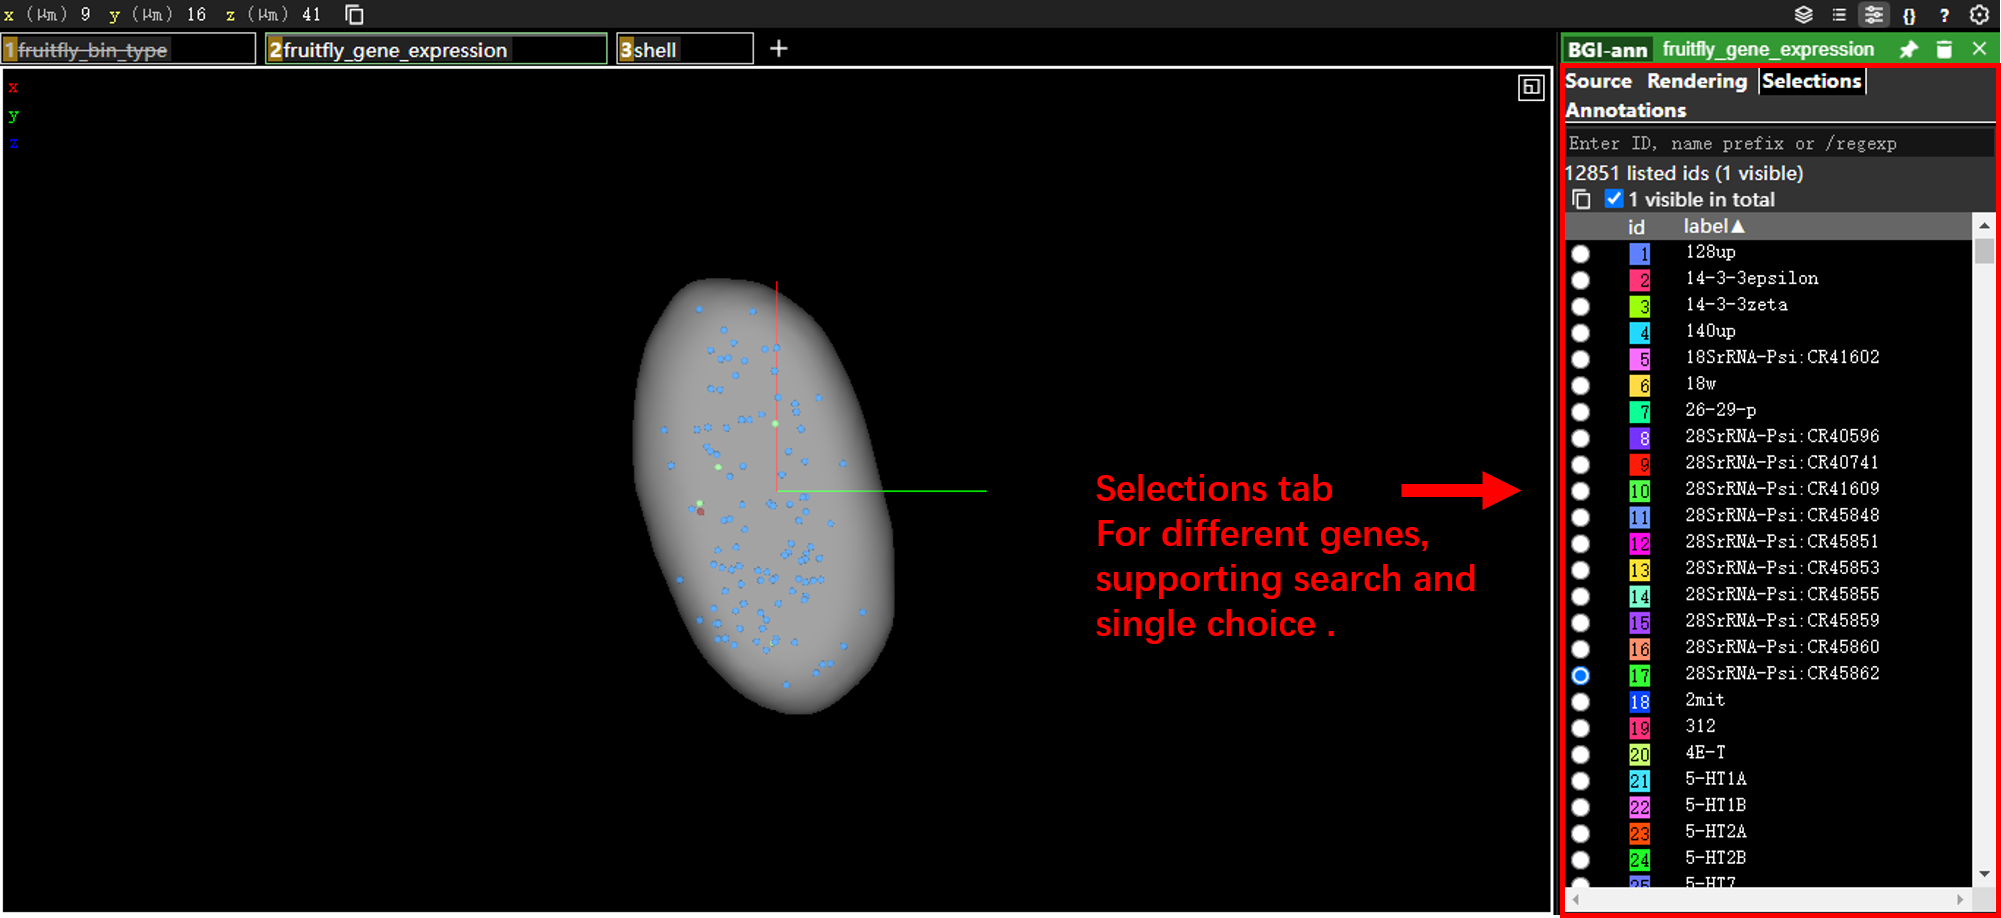 x (μm) 9 y (μm) 16 z (μm) 41
1fruitfly_bin_type
2fruitfly_gene_expression
3shell
+
BGI-ann fruitfly_gene_expression
x
y
z
Source Rendering Selections
Annotations
Enter ID, name prefix or /regexp
12851 listed ids (1 visible)
1 visible in total
id label▲
1 128up
2 14-3-3epsilon
3 14-3-3zeta
4 140up
5 18SrRNA-Psi:CR41602
6 18w
7 26-29-p
8 28SrRNA-Psi:CR40596
9 28SrRNA-Psi:CR40741
10 28SrRNA-Psi:CR41609
11 28SrRNA-Psi:CR45848
12 28SrRNA-Psi:CR45851
13 28SrRNA-Psi:CR45853
14 28SrRNA-Psi:CR45855
15 28SrRNA-Psi:CR45859
16 28SrRNA-Psi:CR45860
17 28SrRNA-Psi:CR45862
18 2mit
19 312
20 4E-T
21 5-HT1A
22 5-HT1B
23 5-HT2A
24 5-HT2B
25 5-HT7
Selections tab
For different genes,
supporting search and
single choice .